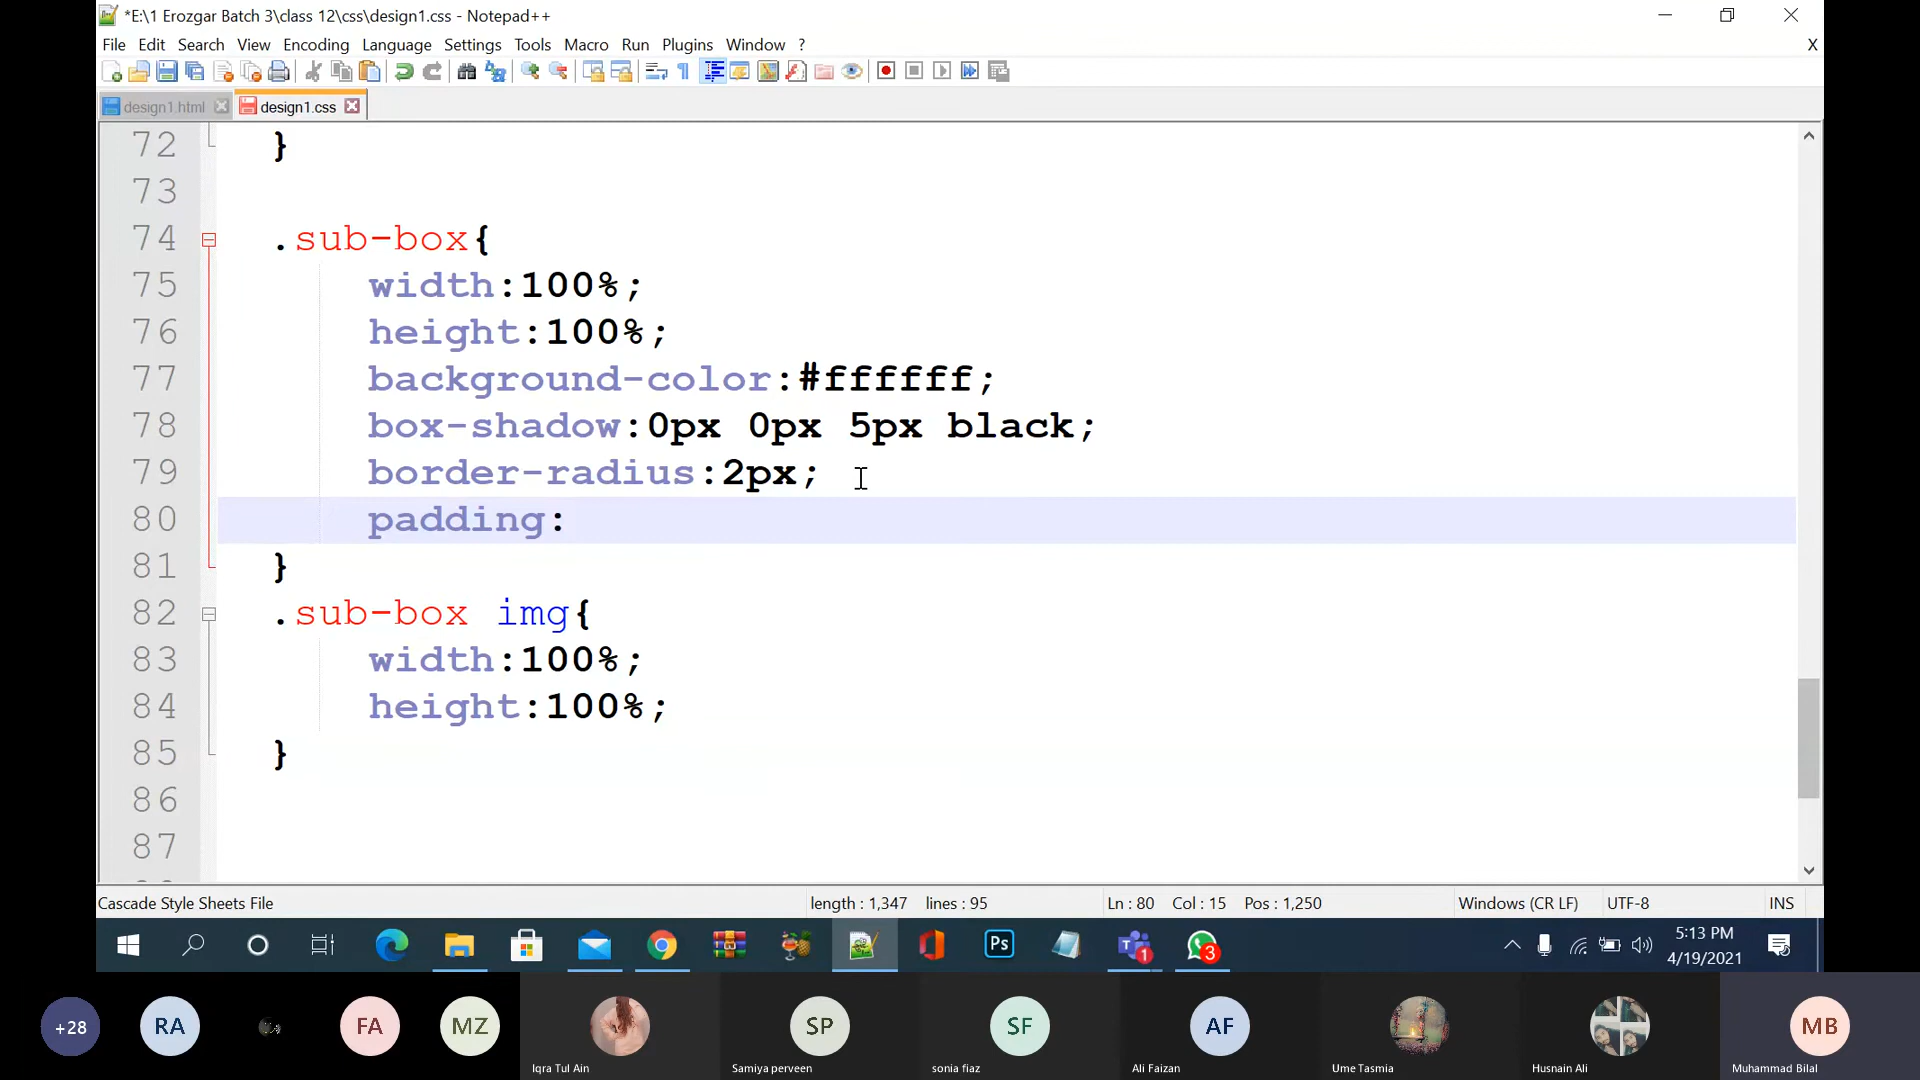 *E:\1 Erozgar Batch 3\class 12\css\design1.css - Notepad++
File Edit Search View Encoding Language Settings Tools Macro Run Plugins Window ? X
design1.html design1.css
72 }
73
74 .sub-box{
75 width:100%;
76 height:100%;
77 background-color:#ffffff;
78 box-shadow:0px 0px 5px black;
79 border-radius:2px;
80 padding:
81 }
82 .sub-box img{
83 width:100%;
84 height:100%;
85 }
86
87
Cascade Style Sheets File length : 1,347 lines : 95 Ln : 80 Col : 15 Pos : 1,250 Windows (CR LF) UTF-8 INS
Ps 1 3 5:13 PM
4/19/2021
+28 RA FA MZ SP SF AF MB
Iqra Tul Ain Samiya perveen sonia fiaz Ali Faizan Ume Tasmia Husnain Ali Muhammad Bilal